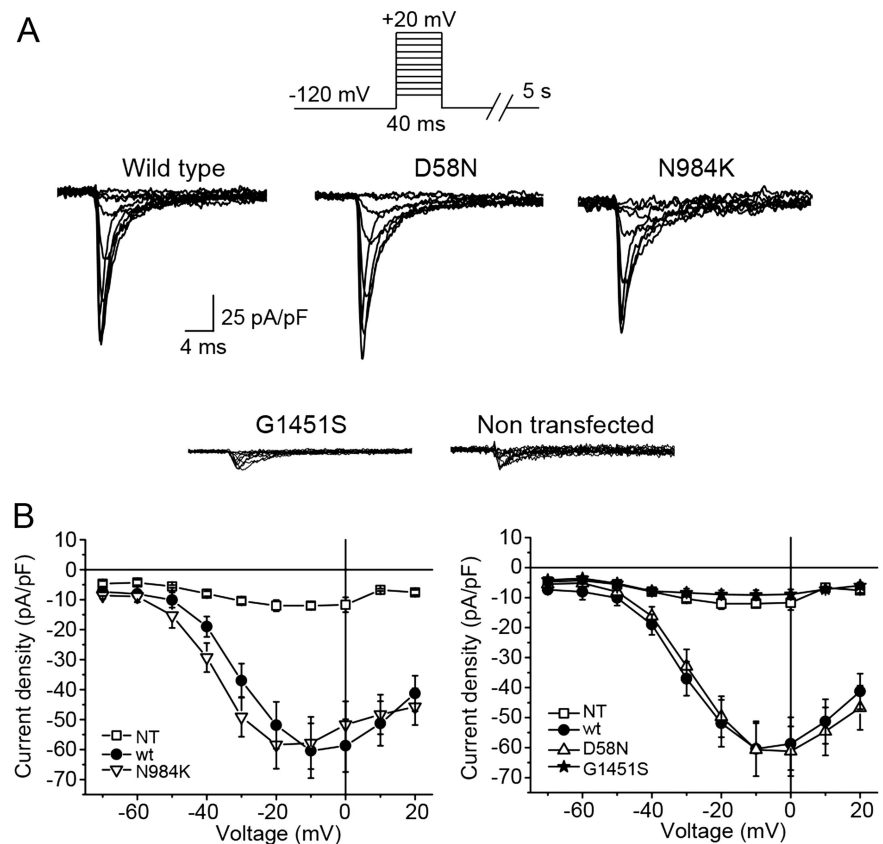 A
+20 mV
-120 mV
5 s
40 ms
Wild type
D58N
N984K
25 pA/pF
4 ms
G1451S
Non transfected
B
Current density (pA/pF)
10
0
-10
-20
-30
-40
-50
-60
-70
NT
wt
N984K
-60 -40 -20 0 20
Voltage (mV)
Current density (pA/pF)
10
0
-10
-20
-30
-40
-50
-60
-70
NT
wt
D58N
G1451S
-60 -40 -20 0 20
Voltage (mV)